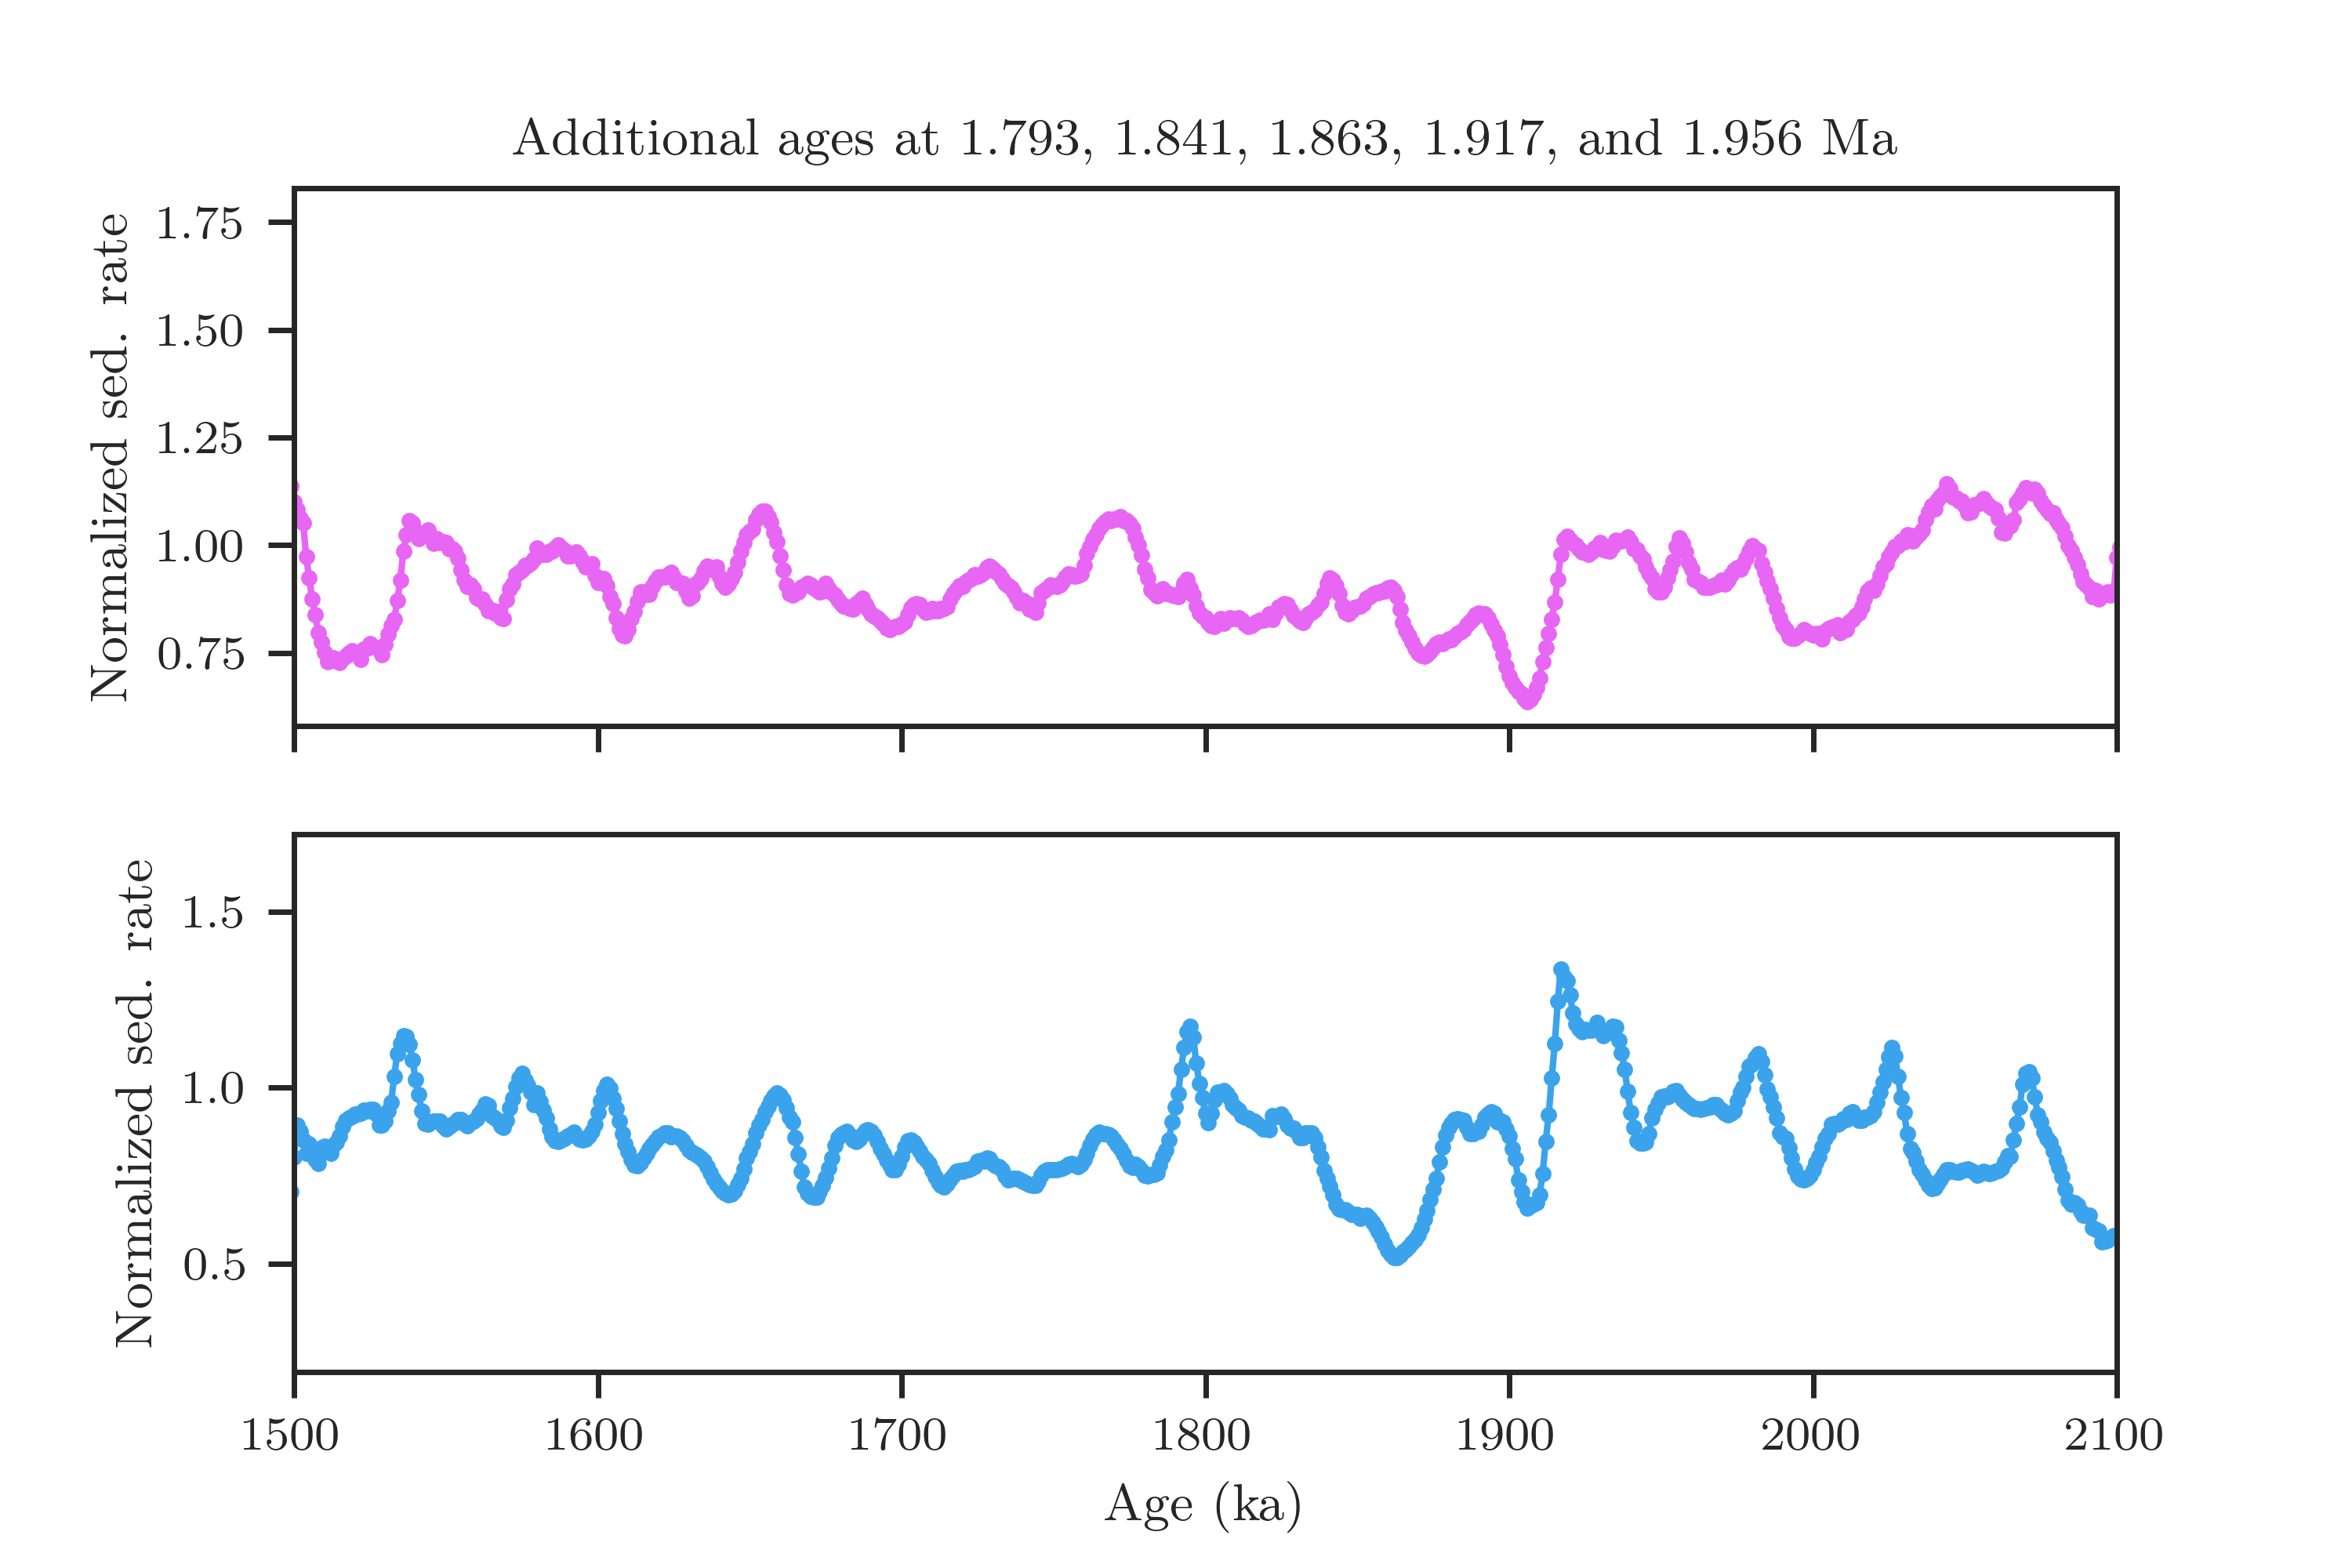 Additional ages at 1.793, 1.841, 1.863, 1.917, and 1.956 Ma
Normalized sed. rate
1.75
1.50
1.25
1.00
0.75
Normalized sed. rate
1.5
1.0
0.5
1500 1600 1700 1800 1900 2000 2100
Age (ka)